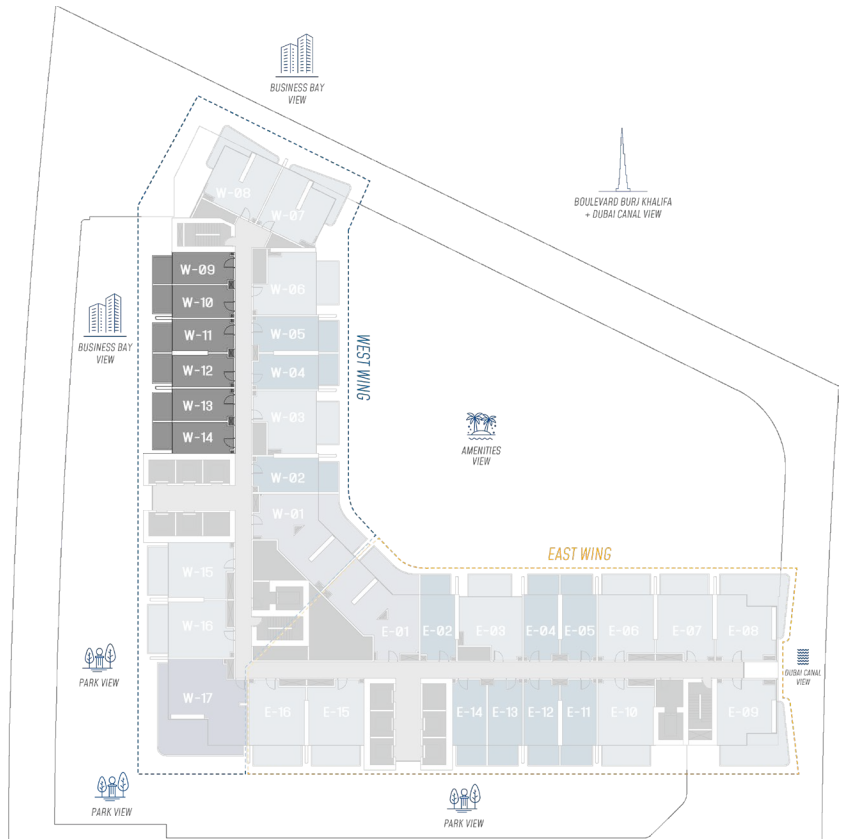 BUSINESS BAY
VIEW
BOULEVARD BURJ KHALIFA
+ DUBAI CANAL VIEW
W-08
W-07
W-09
W-06
W-10
W-11
W-05
BUSINESS BAY
VIEW
WEST WING
W-12
W-04
W-13
W-03
W-14
AMENITIES
VIEW
W-02
W-01
EAST WING
W-15
W-16
E-01
E-02
E-03
E-04
E-05
E-06
E-07
E-08
PARK VIEW
DUBAI CANAL
VIEW
W-17
E-16
E-15
E-14
E-13
E-12
E-11
E-10
E-09
PARK VIEW
PARK VIEW